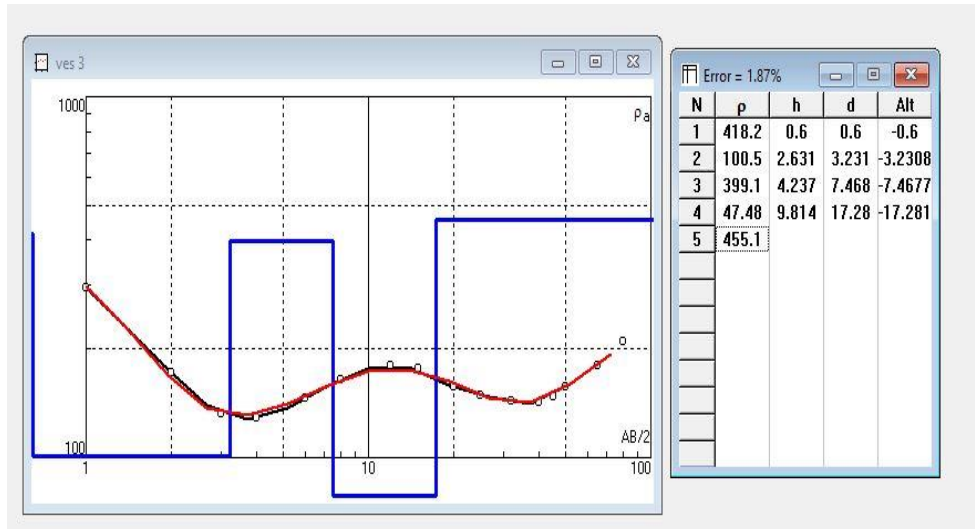 ves 3
1000
ρa
100
AB/2
1
10
100
Error = 1.87%
N ρ h d Alt
1 418.2 0.6 0.6 -0.6
2 100.5 2.631 3.231 -3.2308
3 399.1 4.237 7.468 -7.4677
4 47.48 9.814 17.28 -17.281
5 455.1